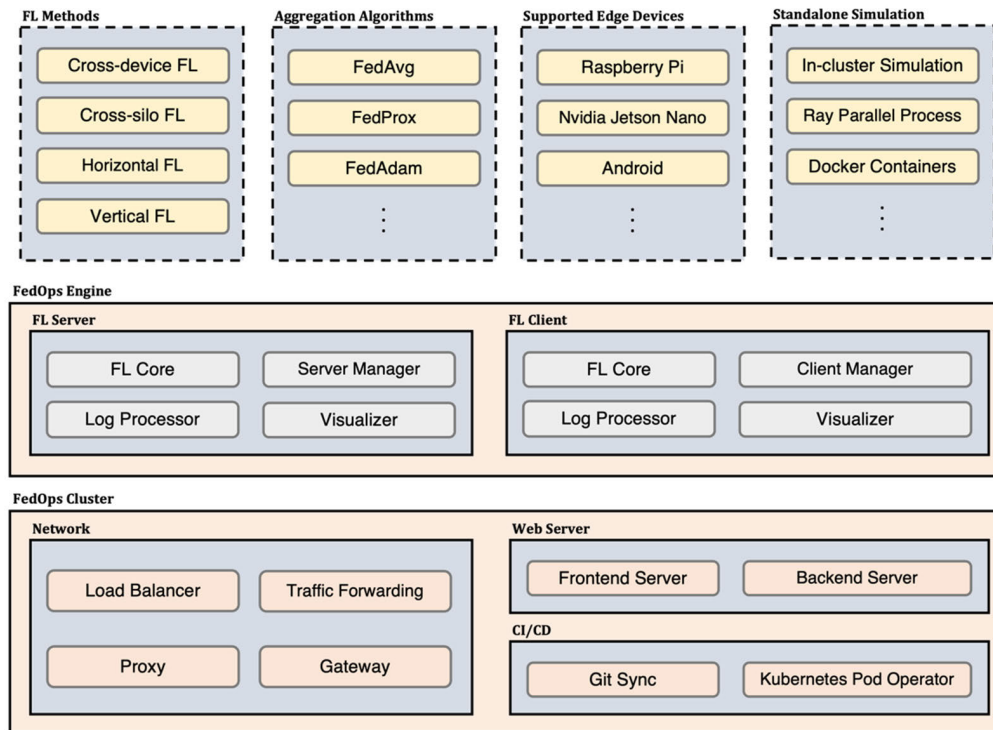 FL Methods
Cross-device FL
Cross-silo FL
Horizontal FL
Vertical FL
Aggregation Algorithms
FedAvg
FedProx
FedAdam
Supported Edge Devices
Raspberry Pi
Nvidia Jetson Nano
Android
Standalone Simulation
In-cluster Simulation
Ray Parallel Process
Docker Containers
FedOps Engine
FL Server
FL Core
Server Manager
Log Processor
Visualizer
FL Client
FL Core
Client Manager
Log Processor
Visualizer
FedOps Cluster
Network
Load Balancer
Traffic Forwarding
Proxy
Gateway
Web Server
Frontend Server
Backend Server
CI/CD
Git Sync
Kubernetes Pod Operator